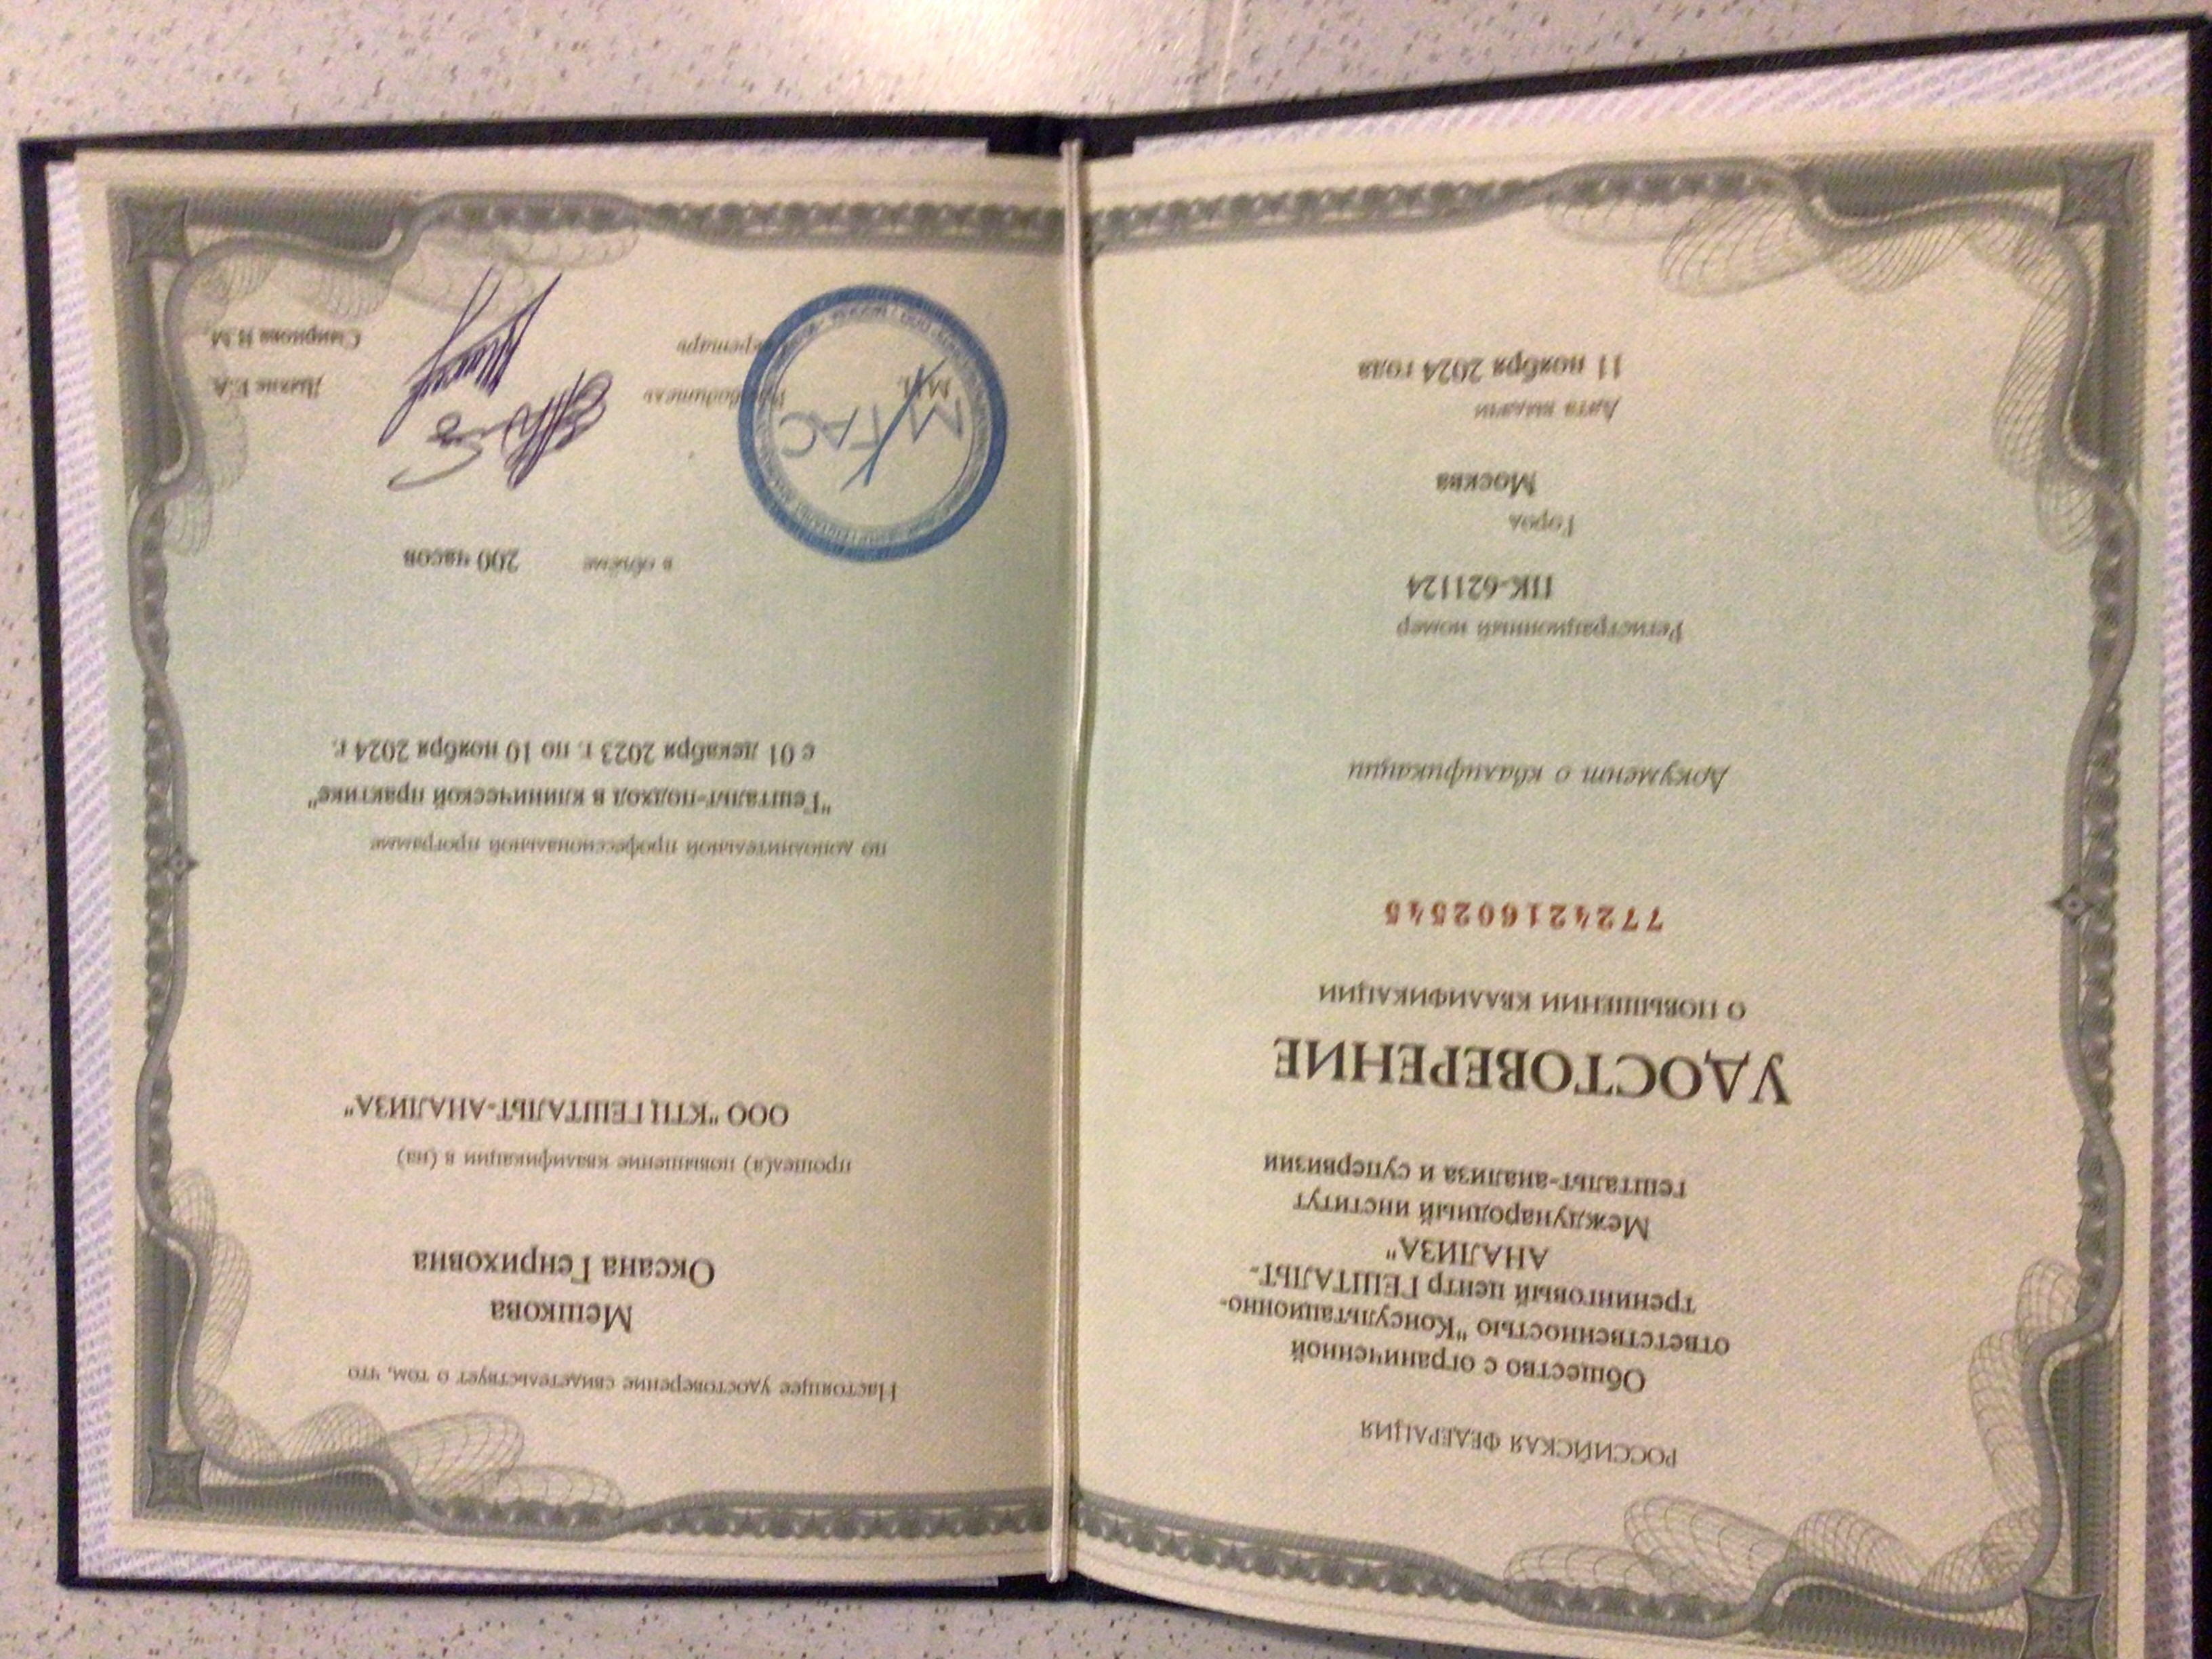 РОССИЙСКАЯ ФЕДЕРАЦИЯ
Общество с ограниченной
ответственностью "Консультационно-
тренинговый центр ГЕШТАЛЬТ-
АНАЛИЗА"
Международный институт
гештальт-анализа и супервизии
УДОСТОВЕРЕНИЕ
О ПОВЫШЕНИИ КВАЛИФИКАЦИИ
772421602545
Документ о квалификации
Регистрационный номер
ПК-621124
Город
Москва
Дата выдачи
11 ноября 2024 года
Настоящее удостоверение свидетельствует о том, что
Мешкова
Оксана Генриховна
прошел(а) повышение квалификации в (на)
ООО "КТЦ ГЕШТАЛЬТ-АНАЛИЗА"
по дополнительной профессиональной программе
"Гештальт-подход в клинической практике"
с 01 декабря 2023 г. по 10 ноября 2024 г.
в объёме 200 часов
М.П.
МИГАС
Руководитель
Секретарь Смирнова И.М.